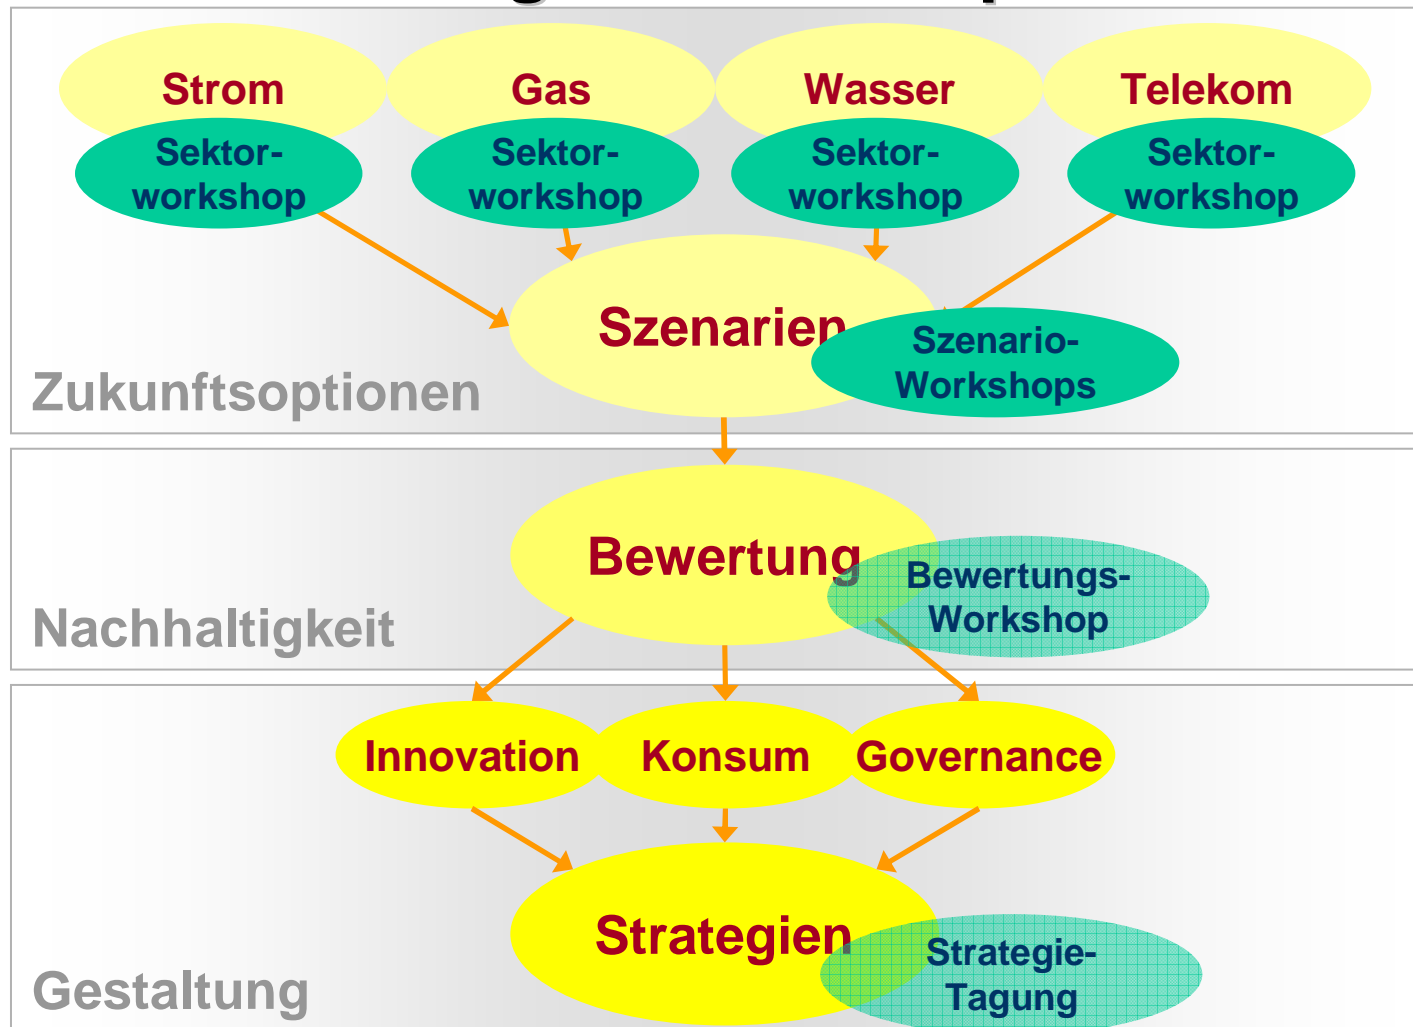 Strom Gas Wasser Telekom
Sektor- Sektor- Sektor- Sektor-
workshop workshop workshop workshop
Szenarien
Szenario-
Workshops
Zukunftsoptionen
Bewertung
Bewertungs-
Workshop
Nachhaltigkeit
Innovation Konsum Governance
Strategien
Strategie-
Tagung
Gestaltung